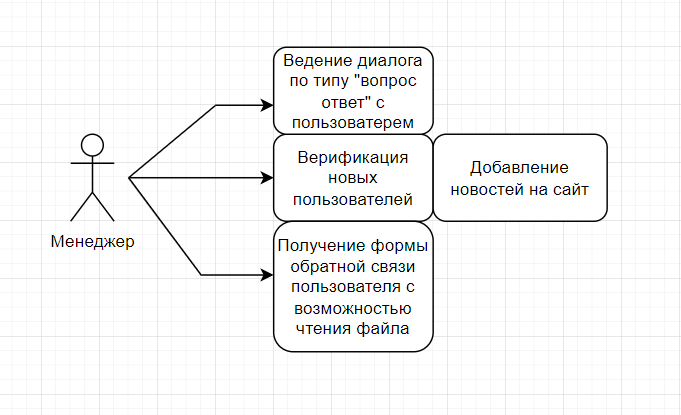 Ведение диалога
по типу "вопрос
ответ" с
пользоватерем
Верификация
новых
пользователей
Добавление
новостей на сайт
Менеджер
Получение формы
обратной связи
пользователя с
возможностью
чтения файла